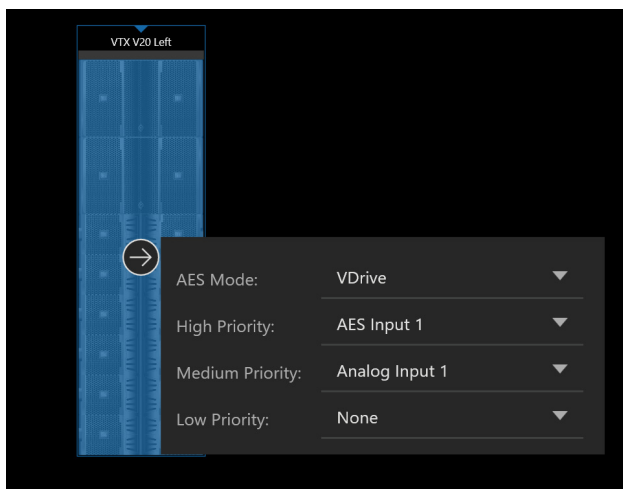 VTX V20 Left
AES Mode: VDrive
High Priority: AES Input 1
Medium Priority: Analog Input 1
Low Priority: None